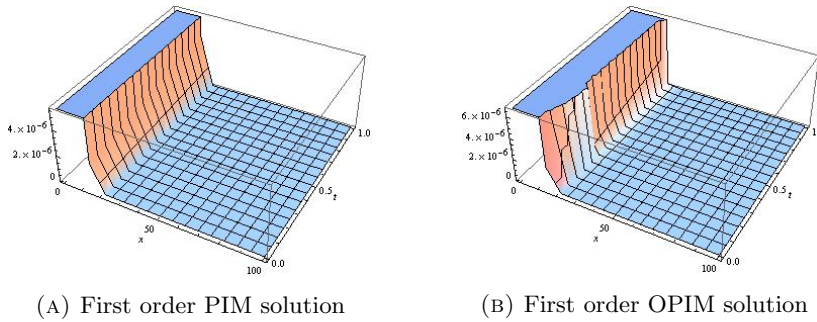 4. × 10⁻⁶
2. × 10⁻⁶
0
0
50
x
100
0.0
0.5
t
1.0
6. × 10⁻⁶
4. × 10⁻⁶
2. × 10⁻⁶
0
0
50
x
100
0.0
0.5
t
(A) First order PIM solution
(B) First order OPIM solution